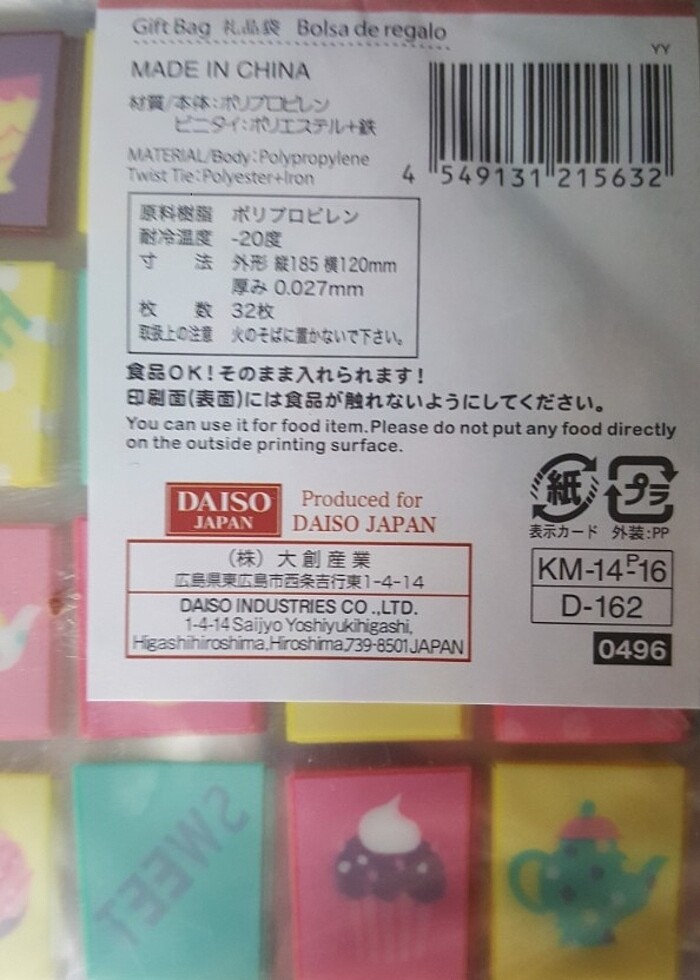 Gift Bag 礼品袋 Bolsa de regalo
YY
MADE IN CHINA
材質/本体:ポリプロピレン
ビニタイ:ポリエステル+鉄
MATERIAL/Body:Polypropylene
Twist Tie:Polyester+Iron
4 549131 215632
原料樹脂 ポリプロピレン
耐冷温度 -20度
寸 法 外形 縦185 横120mm
厚み 0.027mm
枚 数 32枚
取扱上の注意 火のそばに置かないで下さい。
食品OK!そのまま入れられます!
印刷面(表面)には食品が触れないようにしてください。
You can use it for food item.Please do not put any food directly
on the outside printing surface.
DAISO
JAPAN
Produced for
DAISO JAPAN
紙 プラ
表示カード 外装:PP
(株)大創産業
広島県東広島市西条吉行東1-4-14
DAISO INDUSTRIES CO.,LTD.
1-4-14 Saijyo Yoshiyukihigashi,
Higashihiroshima,Hiroshima,739-8501 JAPAN
KM-14-P-16
D-162
0496
SWEET